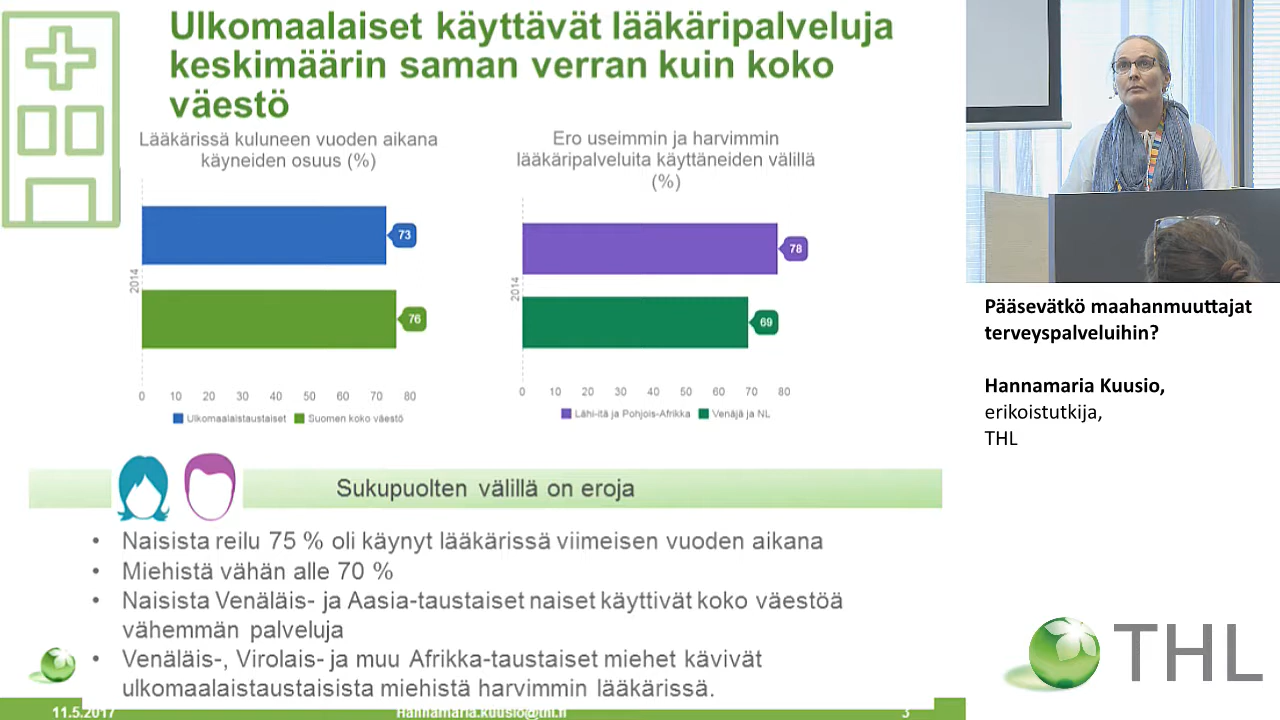 Ulkomaalaiset käyttävät lääkäripalveluja
keskimäärin saman verran kuin koko
väestö
Lääkärissä kuluneen vuoden aikana
käyneiden osuus (%)
73
76
2014
0 10 20 30 40 50 60 70 80
Ulkomaalaistaustaiset Suomen koko väestö
Ero useimmin ja harvimmin
lääkäripalveluita käyttäneiden välillä
(%)
78
69
2014
0 10 20 30 40 50 60 70 80
Lähi-itä ja Pohjois-Afrikka Venäjä ja NL
Sukupuolten välillä on eroja
• Naisista reilu 75 % oli käynyt lääkärissä viimeisen vuoden aikana
• Miehistä vähän alle 70 %
• Naisista Venäläis- ja Aasia-taustaiset naiset käyttivät koko väestöä
vähemmän palveluja
• Venäläis-, Virolais- ja muu Afrikka-taustaiset miehet kävivät
ulkomaalaistaustaisista miehistä harvimmin lääkärissä.
11.5.2017 Hannamaria.kuusio@thl.fi 3
Pääsevätkö maahanmuuttajat
terveyspalveluihin?
Hannamaria Kuusio,
erikoistutkija,
THL
THL